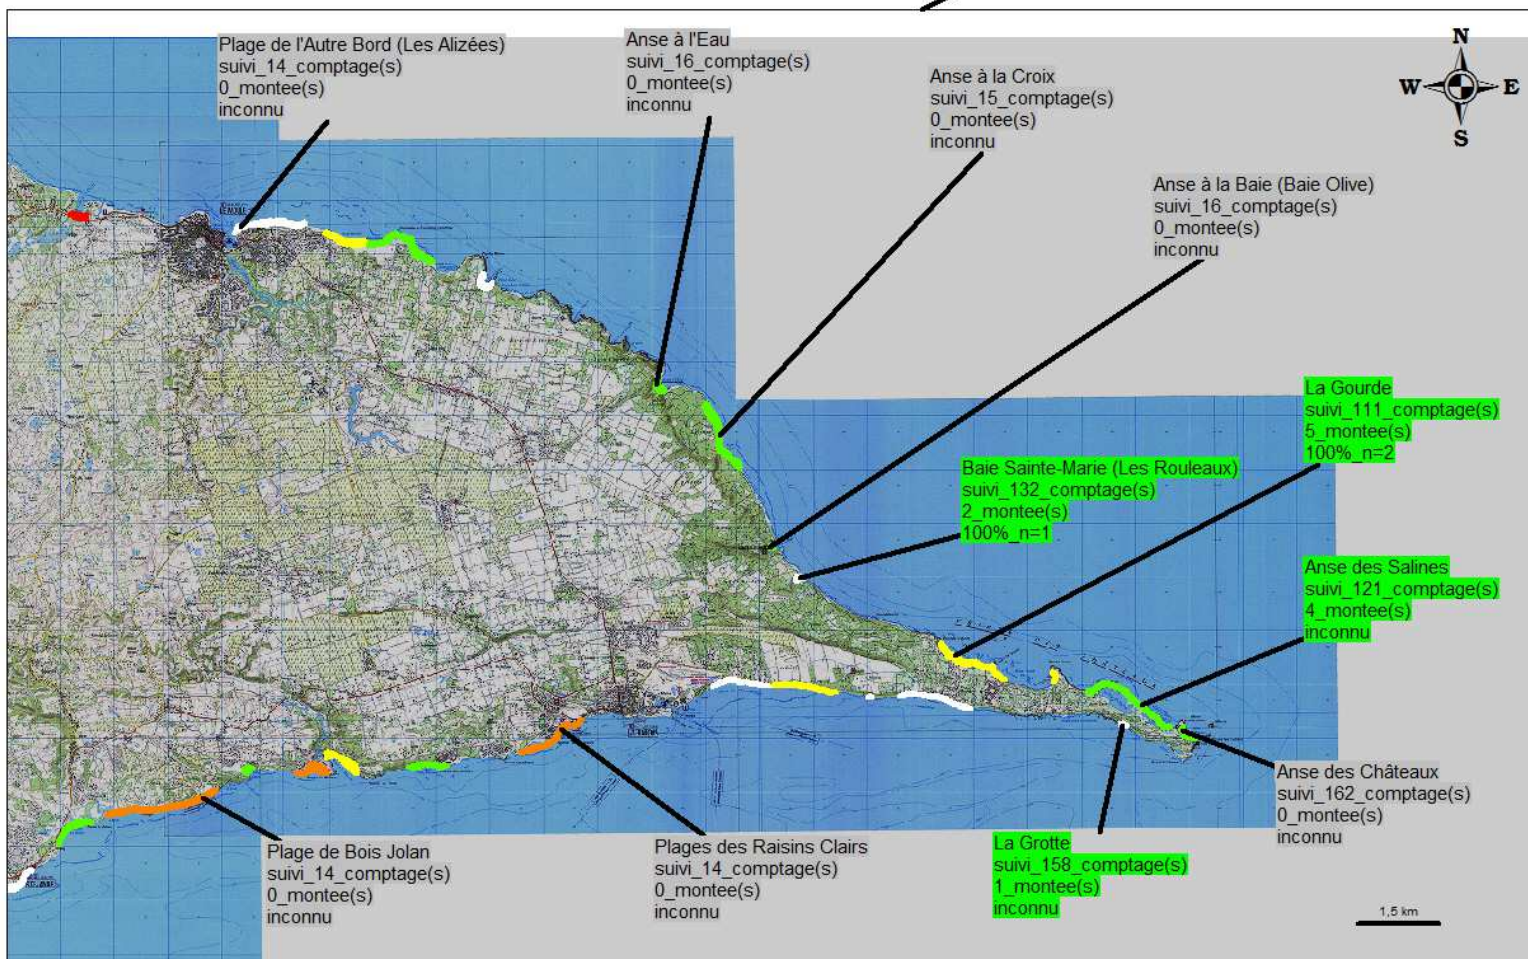 Plage de l'Autre Bord (Les Alizées)
suivi_14_comptage(s)
0_montee(s)
inconnu
Anse à l'Eau
suivi_16_comptage(s)
0_montee(s)
inconnu
Anse à la Croix
suivi_15_comptage(s)
0_montee(s)
inconnu
N
W
E
S
Anse à la Baie (Baie Olive)
suivi_16_comptage(s)
0_montee(s)
inconnu
La Gourde
suivi_111_comptage(s)
5_montee(s)
100%_n=2
Baie Sainte-Marie (Les Rouleaux)
suivi_132_comptage(s)
2_montee(s)
100%_n=1
Anse des Salines
suivi_121_comptage(s)
4_montee(s)
inconnu
Anse des Châteaux
suivi_162_comptage(s)
0_montee(s)
inconnu
La Grotte
suivi_158_comptage(s)
1_montee(s)
inconnu
Plages des Raisins Clairs
suivi_14_comptage(s)
0_montee(s)
inconnu
Plage de Bois Jolan
suivi_14_comptage(s)
0_montee(s)
inconnu
1,5 km